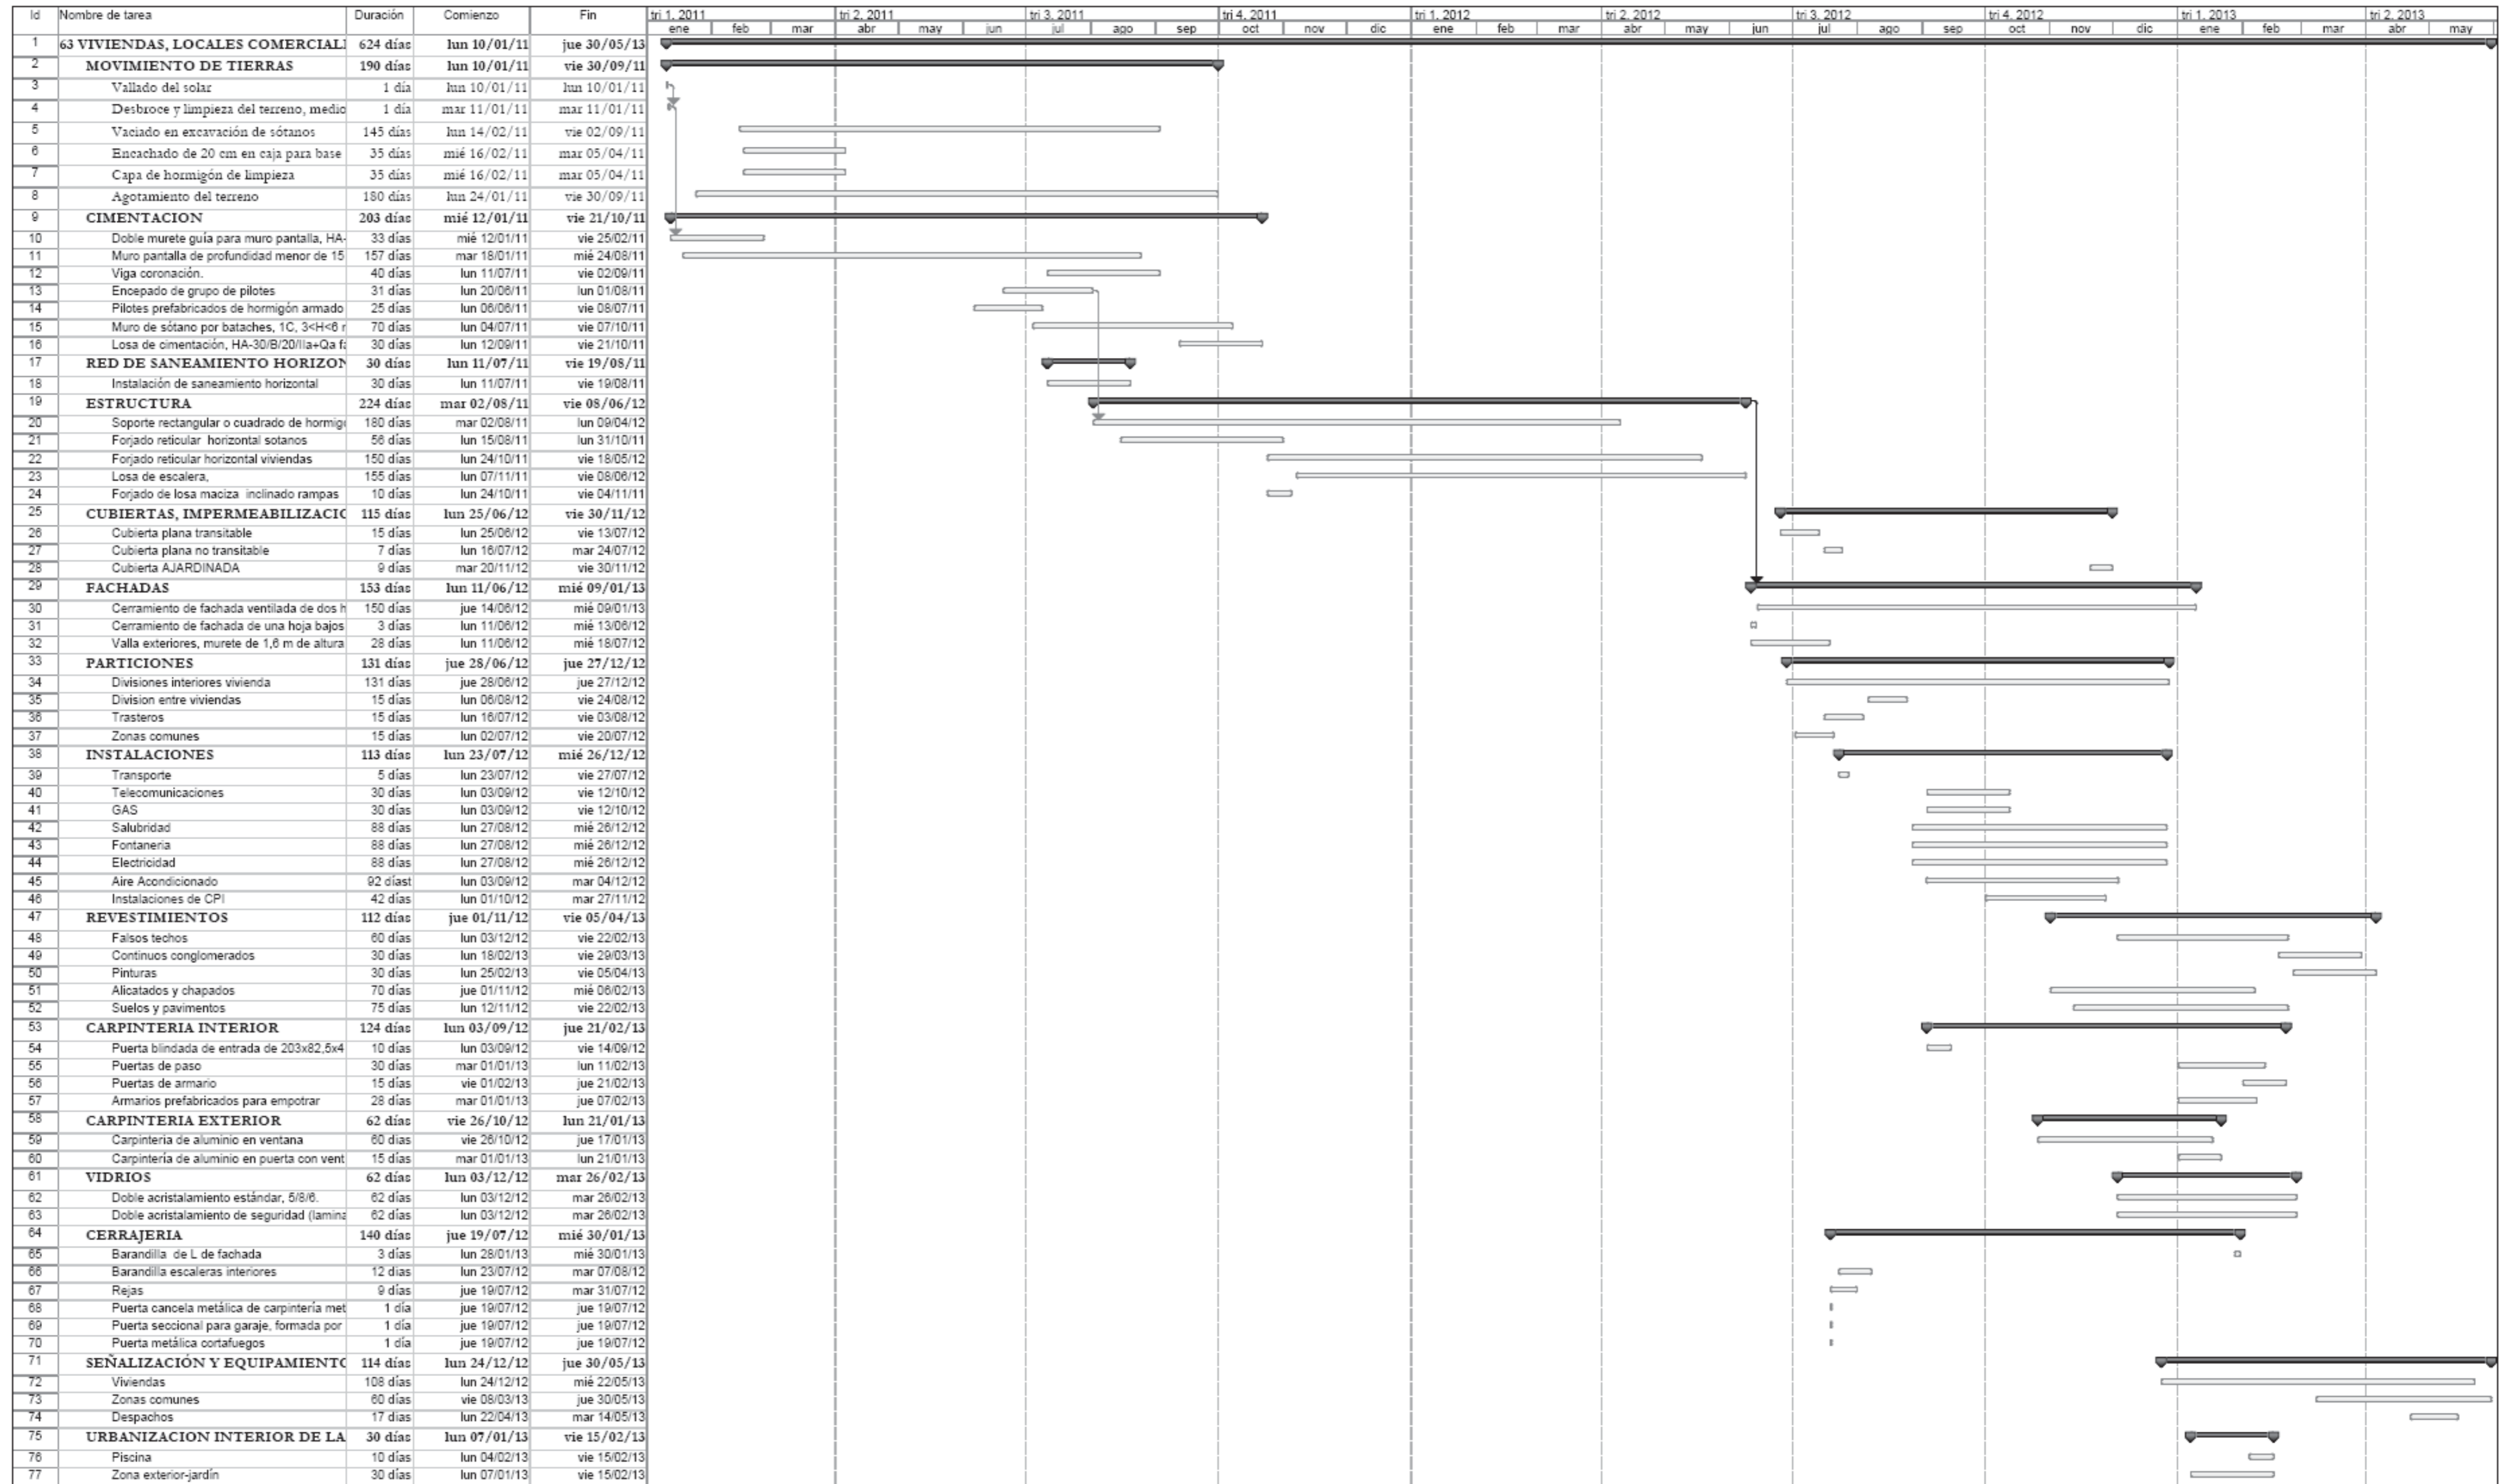 Id Nombre de tarea Duración Comienzo Fin tri 1, 2011 tri 2, 2011 tri 3, 2011 tri 4, 2011 tri 1, 2012 tri 2, 2012 tri 3, 2012 tri 4, 2012 tri 1, 2013 tri 2, 2013
ene feb mar abr may jun jul ago sep oct nov dic ene feb mar abr may jun jul ago sep oct nov dic ene feb mar abr may
1 63 VIVIENDAS, LOCALES COMERCIAL 624 días lun 10/01/11 jue 30/05/13
2 MOVIMIENTO DE TIERRAS 190 días lun 10/01/11 vie 30/09/11
3 Vallado del solar 1 día lun 10/01/11 lun 10/01/11
4 Desbroce y limpieza del terreno, medio 1 día mar 11/01/11 mar 11/01/11
5 Vaciado en excavación de sótanos 145 días lun 14/02/11 vie 02/09/11
6 Encachado de 20 cm en caja para base 35 días mié 16/02/11 mar 05/04/11
7 Capa de hormigón de limpieza 35 días mié 16/02/11 mar 05/04/11
8 Agotamiento del terreno 180 días lun 24/01/11 vie 30/09/11
9 CIMENTACION 203 días mié 12/01/11 vie 21/10/11
10 Doble murete guía para muro pantalla, HA- 33 días mié 12/01/11 vie 25/02/11
11 Muro pantalla de profundidad menor de 15 157 días mar 18/01/11 mié 24/08/11
12 Viga coronación. 40 días lun 11/07/11 vie 02/09/11
13 Encepado de grupo de pilotes 31 días lun 20/06/11 lun 01/08/11
14 Pilotes prefabricados de hormigón armado 25 días lun 06/06/11 vie 08/07/11
15 Muro de sótano por bataches, 1C, 3<H<6 r 70 días lun 04/07/11 vie 07/10/11
16 Losa de cimentación, HA-30/B/20/IIa+Qa fa 30 días lun 12/09/11 vie 21/10/11
17 RED DE SANEAMIENTO HORIZON 30 días lun 11/07/11 vie 19/08/11
18 Instalación de saneamiento horizontal 30 días lun 11/07/11 vie 19/08/11
19 ESTRUCTURA 224 días mar 02/08/11 vie 08/06/12
20 Soporte rectangular o cuadrado de hormig 180 días mar 02/08/11 lun 09/04/12
21 Forjado reticular horizontal sotanos 56 días lun 15/08/11 lun 31/10/11
22 Forjado reticular horizontal viviendas 150 días lun 24/10/11 vie 18/05/12
23 Losa de escalera, 155 días lun 07/11/11 vie 08/06/12
24 Forjado de losa maciza inclinado rampas 10 días lun 24/10/11 vie 04/11/11
25 CUBIERTAS, IMPERMEABILIZACIC 115 días lun 25/06/12 vie 30/11/12
26 Cubierta plana transitable 15 días lun 25/06/12 vie 13/07/12
27 Cubierta plana no transitable 7 días lun 16/07/12 mar 24/07/12
28 Cubierta AJARDINADA 9 días mar 20/11/12 vie 30/11/12
29 FACHADAS 153 días lun 11/06/12 mié 09/01/13
30 Cerramiento de fachada ventilada de dos h 150 días jue 14/06/12 mié 09/01/13
31 Cerramiento de fachada de una hoja bajos 3 días lun 11/06/12 mié 13/06/12
32 Valla exteriores, murete de 1,6 m de altura 28 días lun 11/06/12 mié 18/07/12
33 PARTICIONES 131 días jue 28/06/12 jue 27/12/12
34 Divisiones interiores vivienda 131 días jue 28/06/12 jue 27/12/12
35 Division entre viviendas 15 días lun 06/08/12 vie 24/08/12
36 Trasteros 15 días lun 16/07/12 vie 03/08/12
37 Zonas comunes 15 días lun 02/07/12 vie 20/07/12
38 INSTALACIONES 113 días lun 23/07/12 mié 26/12/12
39 Transporte 5 días lun 23/07/12 vie 27/07/12
40 Telecomunicaciones 30 días lun 03/09/12 vie 12/10/12
41 GAS 30 días lun 03/09/12 vie 12/10/12
42 Salubridad 88 días lun 27/08/12 mié 26/12/12
43 Fontaneria 88 días lun 27/08/12 mié 26/12/12
44 Electricidad 88 días lun 27/08/12 mié 26/12/12
45 Aire Acondicionado 92 díast lun 03/09/12 mar 04/12/12
46 Instalaciones de CPI 42 días lun 01/10/12 mar 27/11/12
47 REVESTIMIENTOS 112 días jue 01/11/12 vie 05/04/13
48 Falsos techos 60 días lun 03/12/12 vie 22/02/13
49 Continuos conglomerados 30 días lun 18/02/13 vie 29/03/13
50 Pinturas 30 días lun 25/02/13 vie 05/04/13
51 Alicatados y chapados 70 días jue 01/11/12 mié 06/02/13
52 Suelos y pavimentos 75 días lun 12/11/12 vie 22/02/13
53 CARPINTERIA INTERIOR 124 días lun 03/09/12 jue 21/02/13
54 Puerta blindada de entrada de 203x82,5x4 10 días lun 03/09/12 vie 14/09/12
55 Puertas de paso 30 días mar 01/01/13 lun 11/02/13
56 Puertas de armario 15 días vie 01/02/13 jue 21/02/13
57 Armarios prefabricados para empotrar 28 días mar 01/01/13 jue 07/02/13
58 CARPINTERIA EXTERIOR 62 días vie 26/10/12 lun 21/01/13
59 Carpinteria de aluminio en ventana 60 días vie 26/10/12 jue 17/01/13
60 Carpintería de aluminio en puerta con vent 15 días mar 01/01/13 lun 21/01/13
61 VIDRIOS 62 días lun 03/12/12 mar 26/02/13
62 Doble acristalamiento estándar, 5/8/6. 62 días lun 03/12/12 mar 26/02/13
63 Doble acristalamiento de seguridad (lamina 62 días lun 03/12/12 mar 26/02/13
64 CERRAJERIA 140 días jue 19/07/12 mié 30/01/13
65 Barandilla de L de fachada 3 días lun 28/01/13 mié 30/01/13
66 Barandilla escaleras interiores 12 días lun 23/07/12 mar 07/08/12
67 Rejas 9 días jue 19/07/12 mar 31/07/12
68 Puerta cancela metálica de carpintería met 1 día jue 19/07/12 jue 19/07/12
69 Puerta seccional para garaje, formada por 1 día jue 19/07/12 jue 19/07/12
70 Puerta metálica cortafuegos 1 día jue 19/07/12 jue 19/07/12
71 SEÑALIZACIÓN Y EQUIPAMIENTO 114 días lun 24/12/12 jue 30/05/13
72 Viviendas 108 días lun 24/12/12 mié 22/05/13
73 Zonas comunes 60 días vie 08/03/13 jue 30/05/13
74 Despachos 17 días lun 22/04/13 mar 14/05/13
75 URBANIZACION INTERIOR DE LA 30 días lun 07/01/13 vie 15/02/13
76 Piscina 10 días lun 04/02/13 vie 15/02/13
77 Zona exterior-jardín 30 días lun 07/01/13 vie 15/02/13